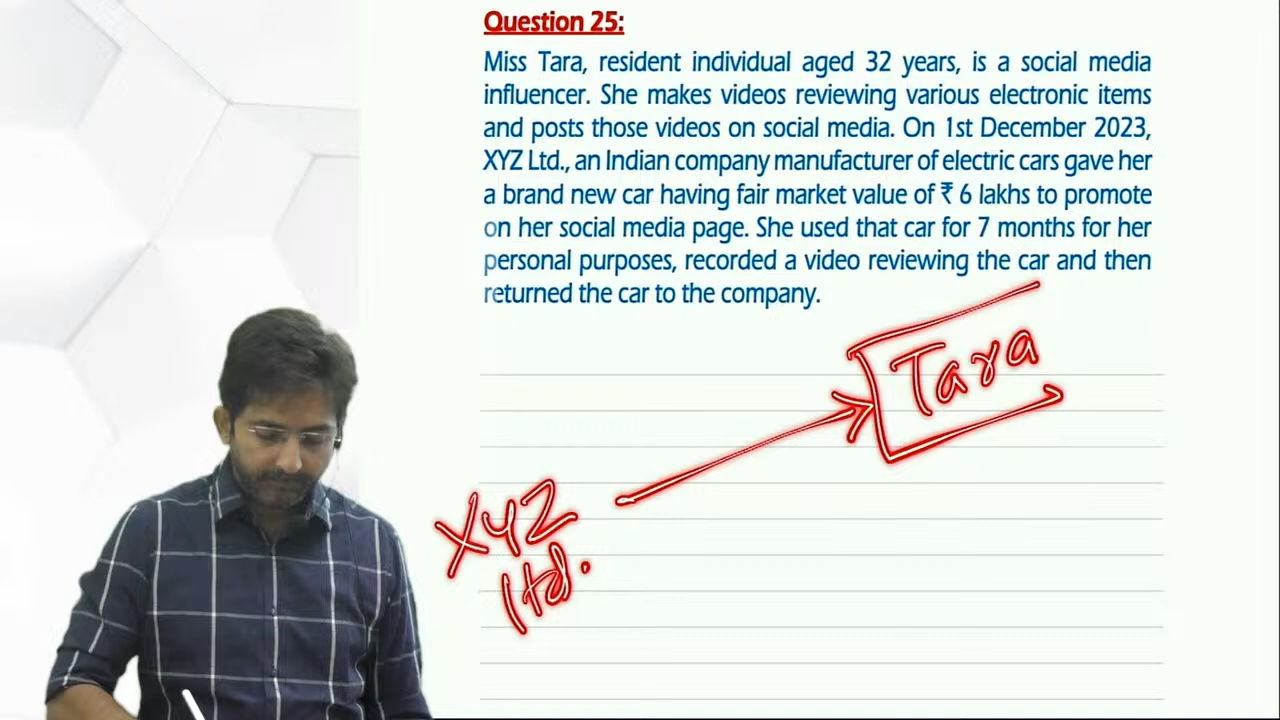 Question 25:
Miss Tara, resident individual aged 32 years, is a social media
influencer. She makes videos reviewing various electronic items
and posts those videos on social media. On 1st December 2023,
XYZ Ltd., an Indian company manufacturer of electric cars gave her
a brand new car having fair market value of ₹ 6 lakhs to promote
on her social media page. She used that car for 7 months for her
personal purposes, recorded a video reviewing the car and then
returned the car to the company.
Tara
XYZ
Ltd.